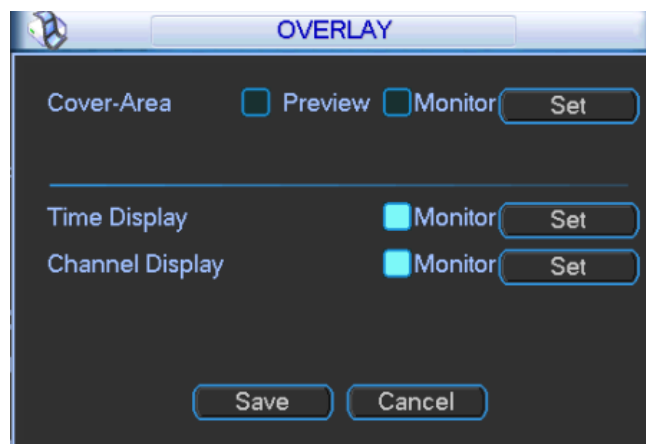 OVERLAY
Cover-Area Preview Monitor Set
Time Display Monitor Set
Channel Display Monitor Set
Save Cancel